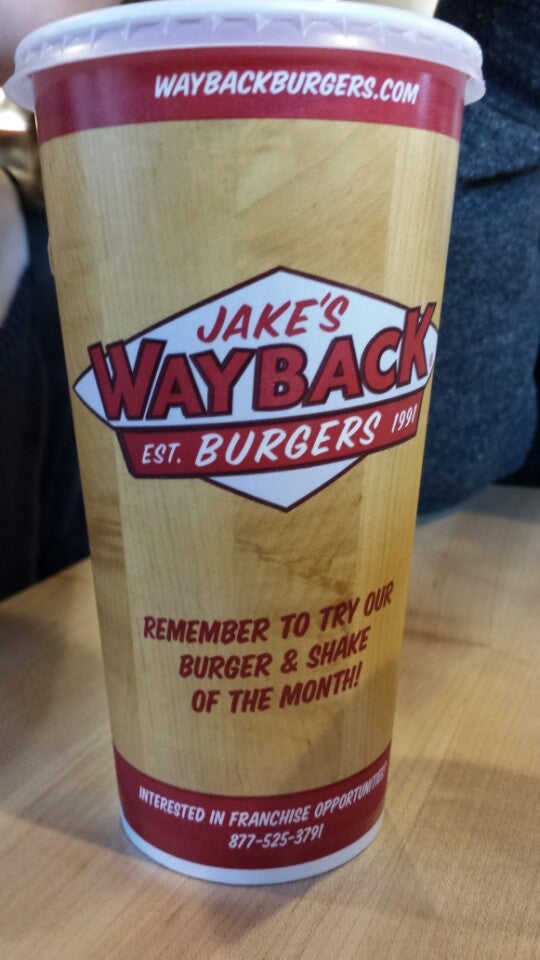 WAYBACKBURGERS.COM
JAKE'S
WAYBACK
EST. BURGERS 1991
REMEMBER TO TRY OUR
BURGER & SHAKE
OF THE MONTH!
INTERESTED IN FRANCHISE OPPORTUNITIES?
877-525-3791